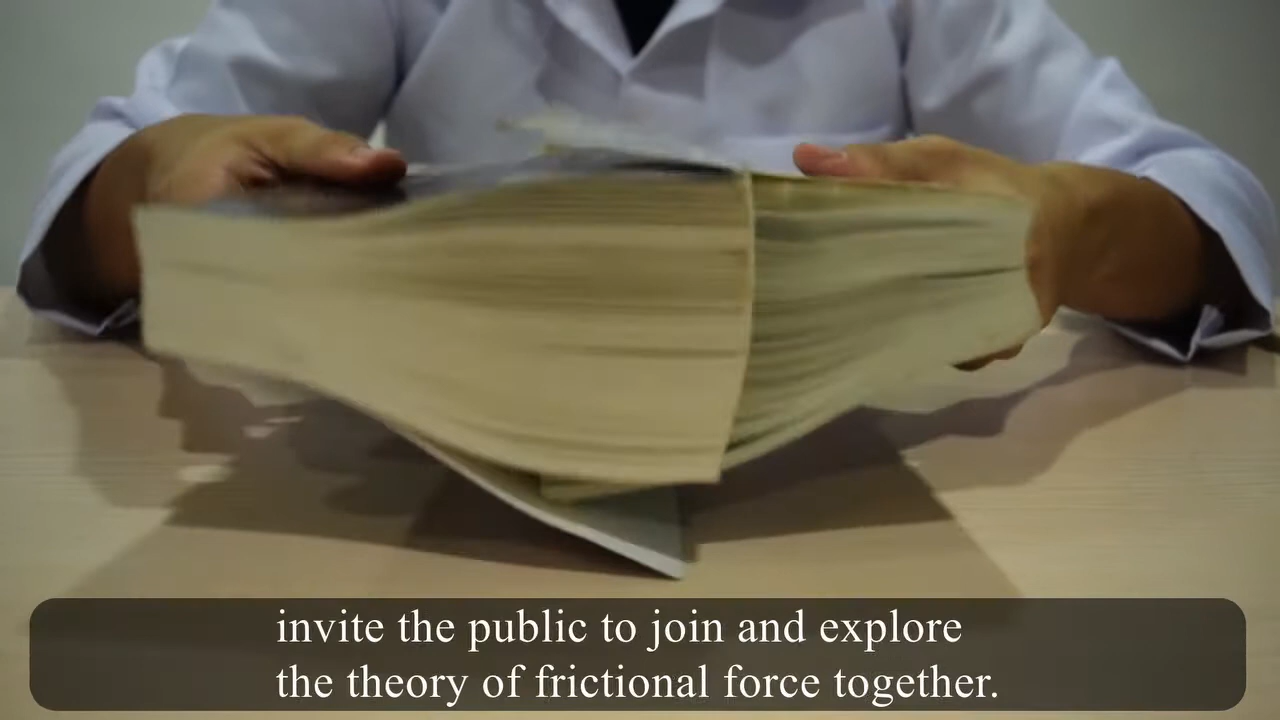 invite the public to join and explore
the theory of frictional force together.